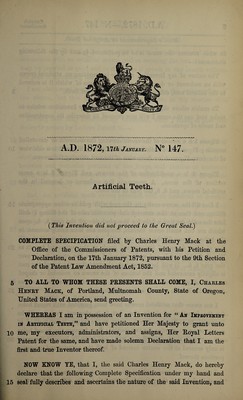 A.D. 1872, 17th JANUARY. Nº 147.
Artificial Teeth.
(This Invention did not proceed to the Great Seal.)
COMPLETE SPECIFICATION filed by Charles Henry Mack at the
Office of the Commissioners of Patents, with his Petition and
Declaration, on the 17th January 1872, pursuant to the 9th Section
of the Patent Law Amendment Act, 1852.
5 TO ALL TO WHOM THESE PRESENTS SHALL COME, I, CHARLES
HENRY MACK, of Portland, Multnomah County, State of Oregon,
United States of America, send greeting.
WHEREAS I am in possession of an Invention for "AN IMPROVEMENT
IN ARTIFICIAL TEETH," and have petitioned Her Majesty to grant unto
10 me, my executors, administrators, and assigns, Her Royal Letters
Patent for the same, and have made solemn Declaration that I am the
first and true Inventor thereof.
NOW KNOW YE, that I, the said Charles Henry Mack, do hereby
declare that the following Complete Specification under my hand and
15 seal fully describes and ascertains the nature of the said Invention, and